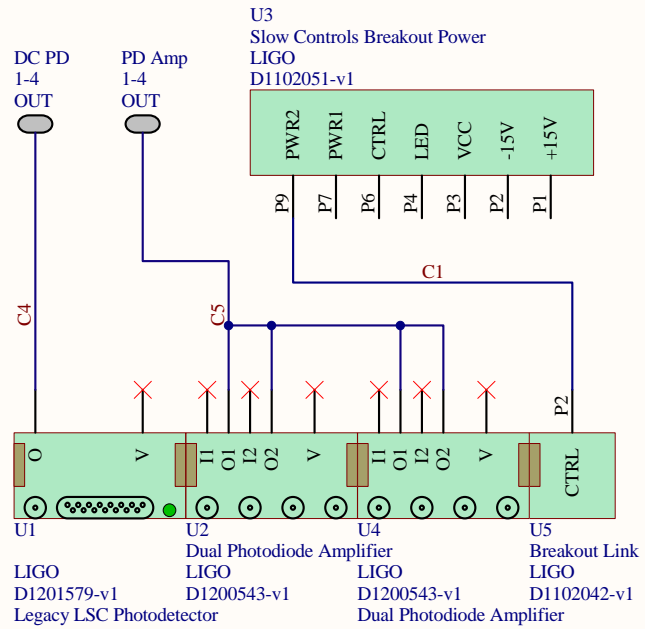 U3
Slow Controls Breakout Power
LIGO
D1102051-v1
DC PD
1-4
OUT
PD Amp
1-4
OUT
PWR2
PWR1
CTRL
LED
VCC
-15V
+15V
P9
P7
P6
P4
P3
P2
P1
C1
C4
C5
P2
O
V
I1
O1
I2
O2
V
I1
O1
I2
O2
V
CTRL
U1
LIGO
D1201579-v1
Legacy LSC Photodetector
U2
Dual Photodiode Amplifier
LIGO
D1200543-v1
U4
LIGO
D1200543-v1
Dual Photodiode Amplifier
U5
Breakout Link
LIGO
D1102042-v1